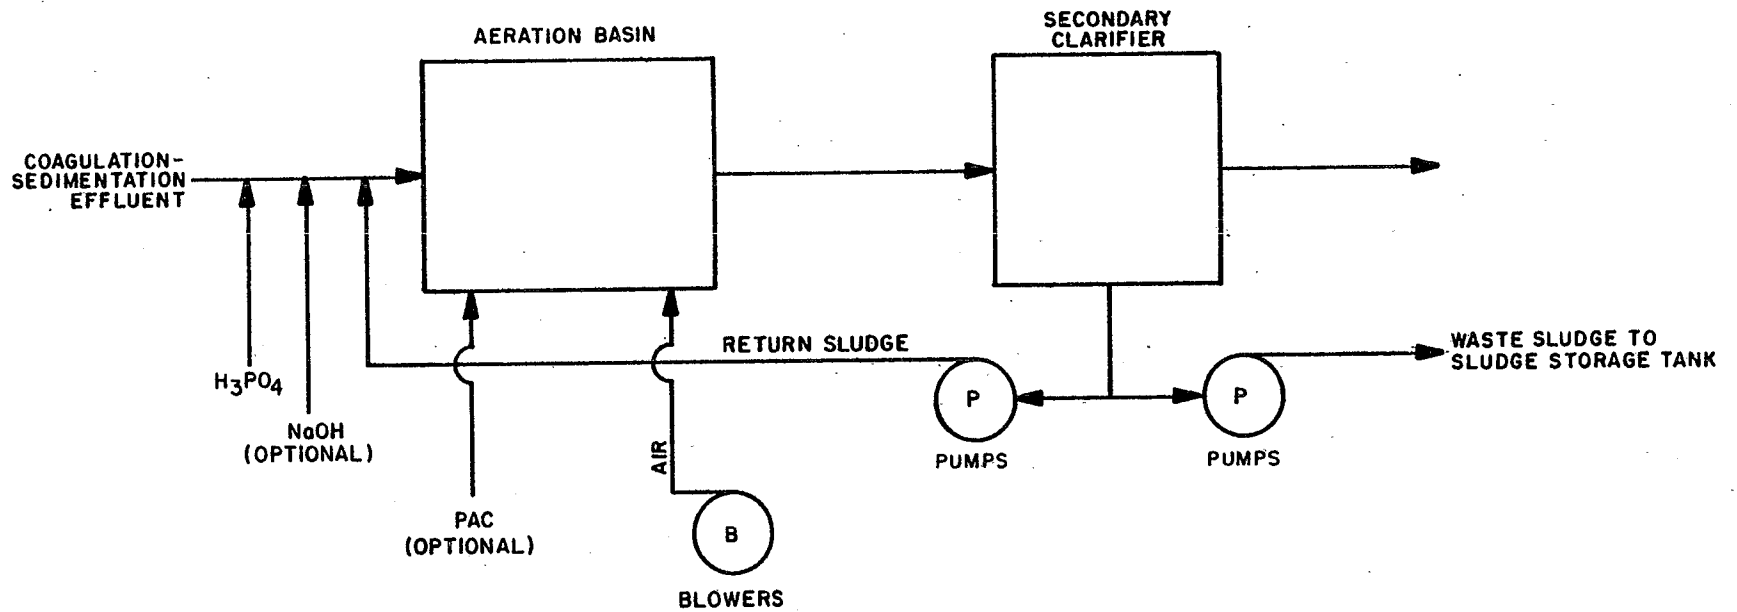 AERATION BASIN
SECONDARY
CLARIFIER
COAGULATION-
SEDIMENTATION
EFFLUENT
RETURN SLUDGE
WASTE SLUDGE TO
SLUDGE STORAGE TANK
H3PO4
P
P
NaOH
(OPTIONAL)
AIR
PUMPS
PUMPS
PAC
(OPTIONAL)
B
BLOWERS